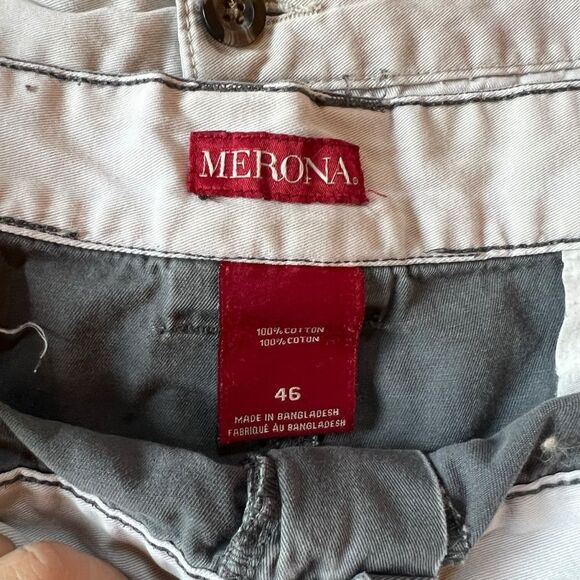 MERONA
100% COTTON
100% COTON
46
MADE IN BANGLADESH
FABRIQUÉ AU BANGLADESH